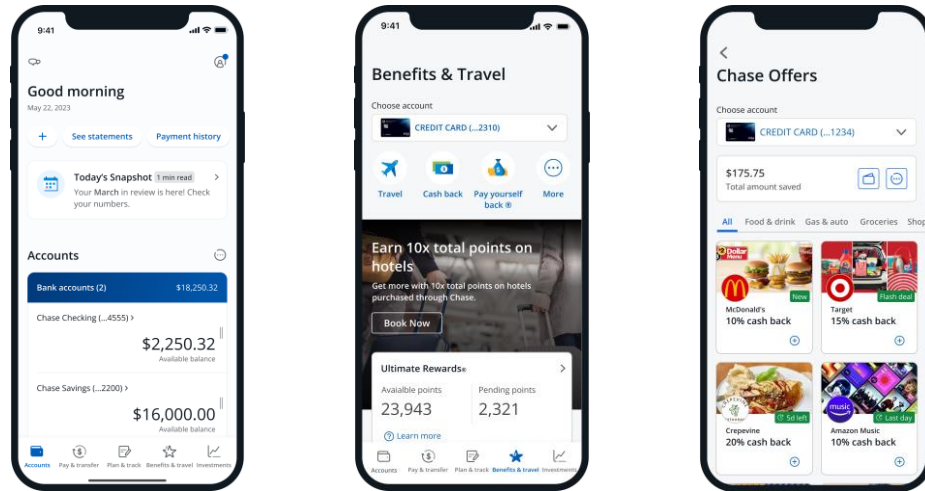 9:41
Good morning
May 22, 2023
+ See statements Payment history
Today's Snapshot 1 min read >
Your March in review is here! Check
your numbers.
Accounts
Bank accounts (2) $18,250.32
Chase Checking (...4555) >
$2,250.32
Available balance
Chase Savings (...2200) >
$16,000.00
Available balance
Accounts Pay & transfer Plan & track Benefits & travel Investments
9:41
Benefits & Travel
Choose account
CREDIT CARD (...2310)
Travel Cash back Pay yourself More
back ®
Earn 10x total points on
hotels
Get more with 10x total points on hotels
purchased through Chase.
Book Now
Ultimate Rewards® >
Avaialble points Pending points
23,943 2,321
Learn more
Accounts Pay & transfer Plan & track Benefits & travel Investments
Chase Offers
Choose account
CREDIT CARD (...1234)
$175.75
Total amount saved
All Food & drink Gas & auto Groceries Shop
Dollar
Menu
New Flash deal
McDonald's Target
10% cash back 15% cash back
CREPEVINE music
5d left Last day
Crepevine Amazon Music
20% cash back 10% cash back